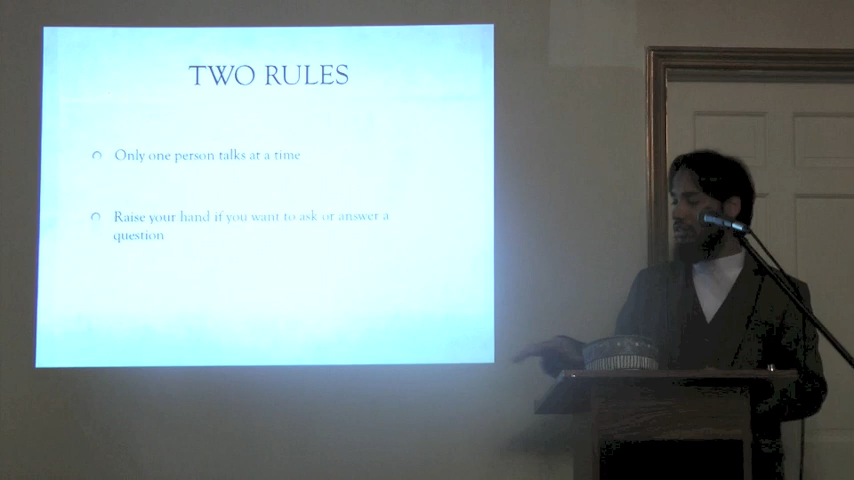 TWO RULES
Only one person talks at a time
Raise your hand if you want to ask or answer a
question